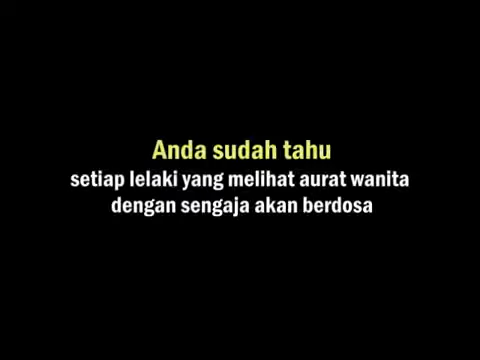 Anda sudah tahu
setiap lelaki yang melihat aurat wanita
dengan sengaja akan berdosa